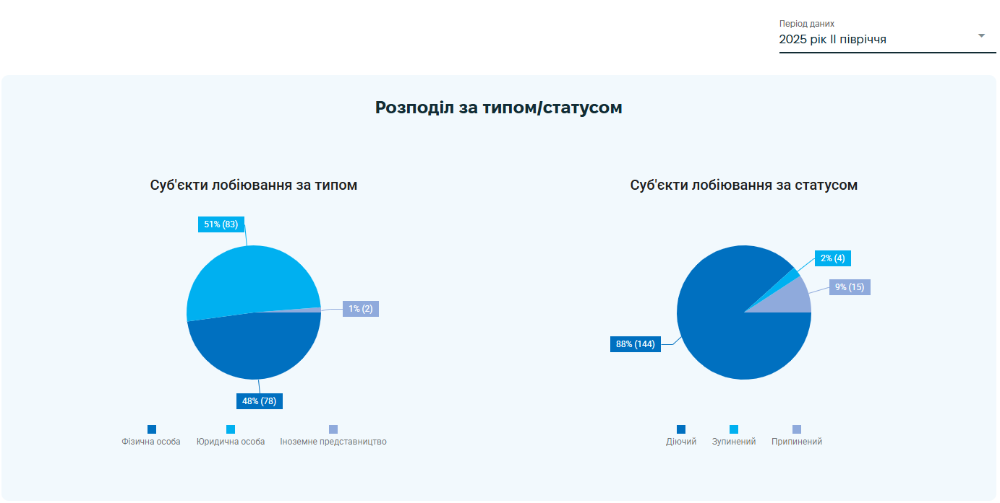 Період даних
2025 рік II півріччя
Розподіл за типом/статусом
Суб'єкти лобіювання за типом
51% (83)
1% (2)
48% (78)
Фізична особа Юридична особа Іноземне представництво
Суб'єкти лобіювання за статусом
2% (4)
9% (15)
88% (144)
Діючий Зупинений Припинений